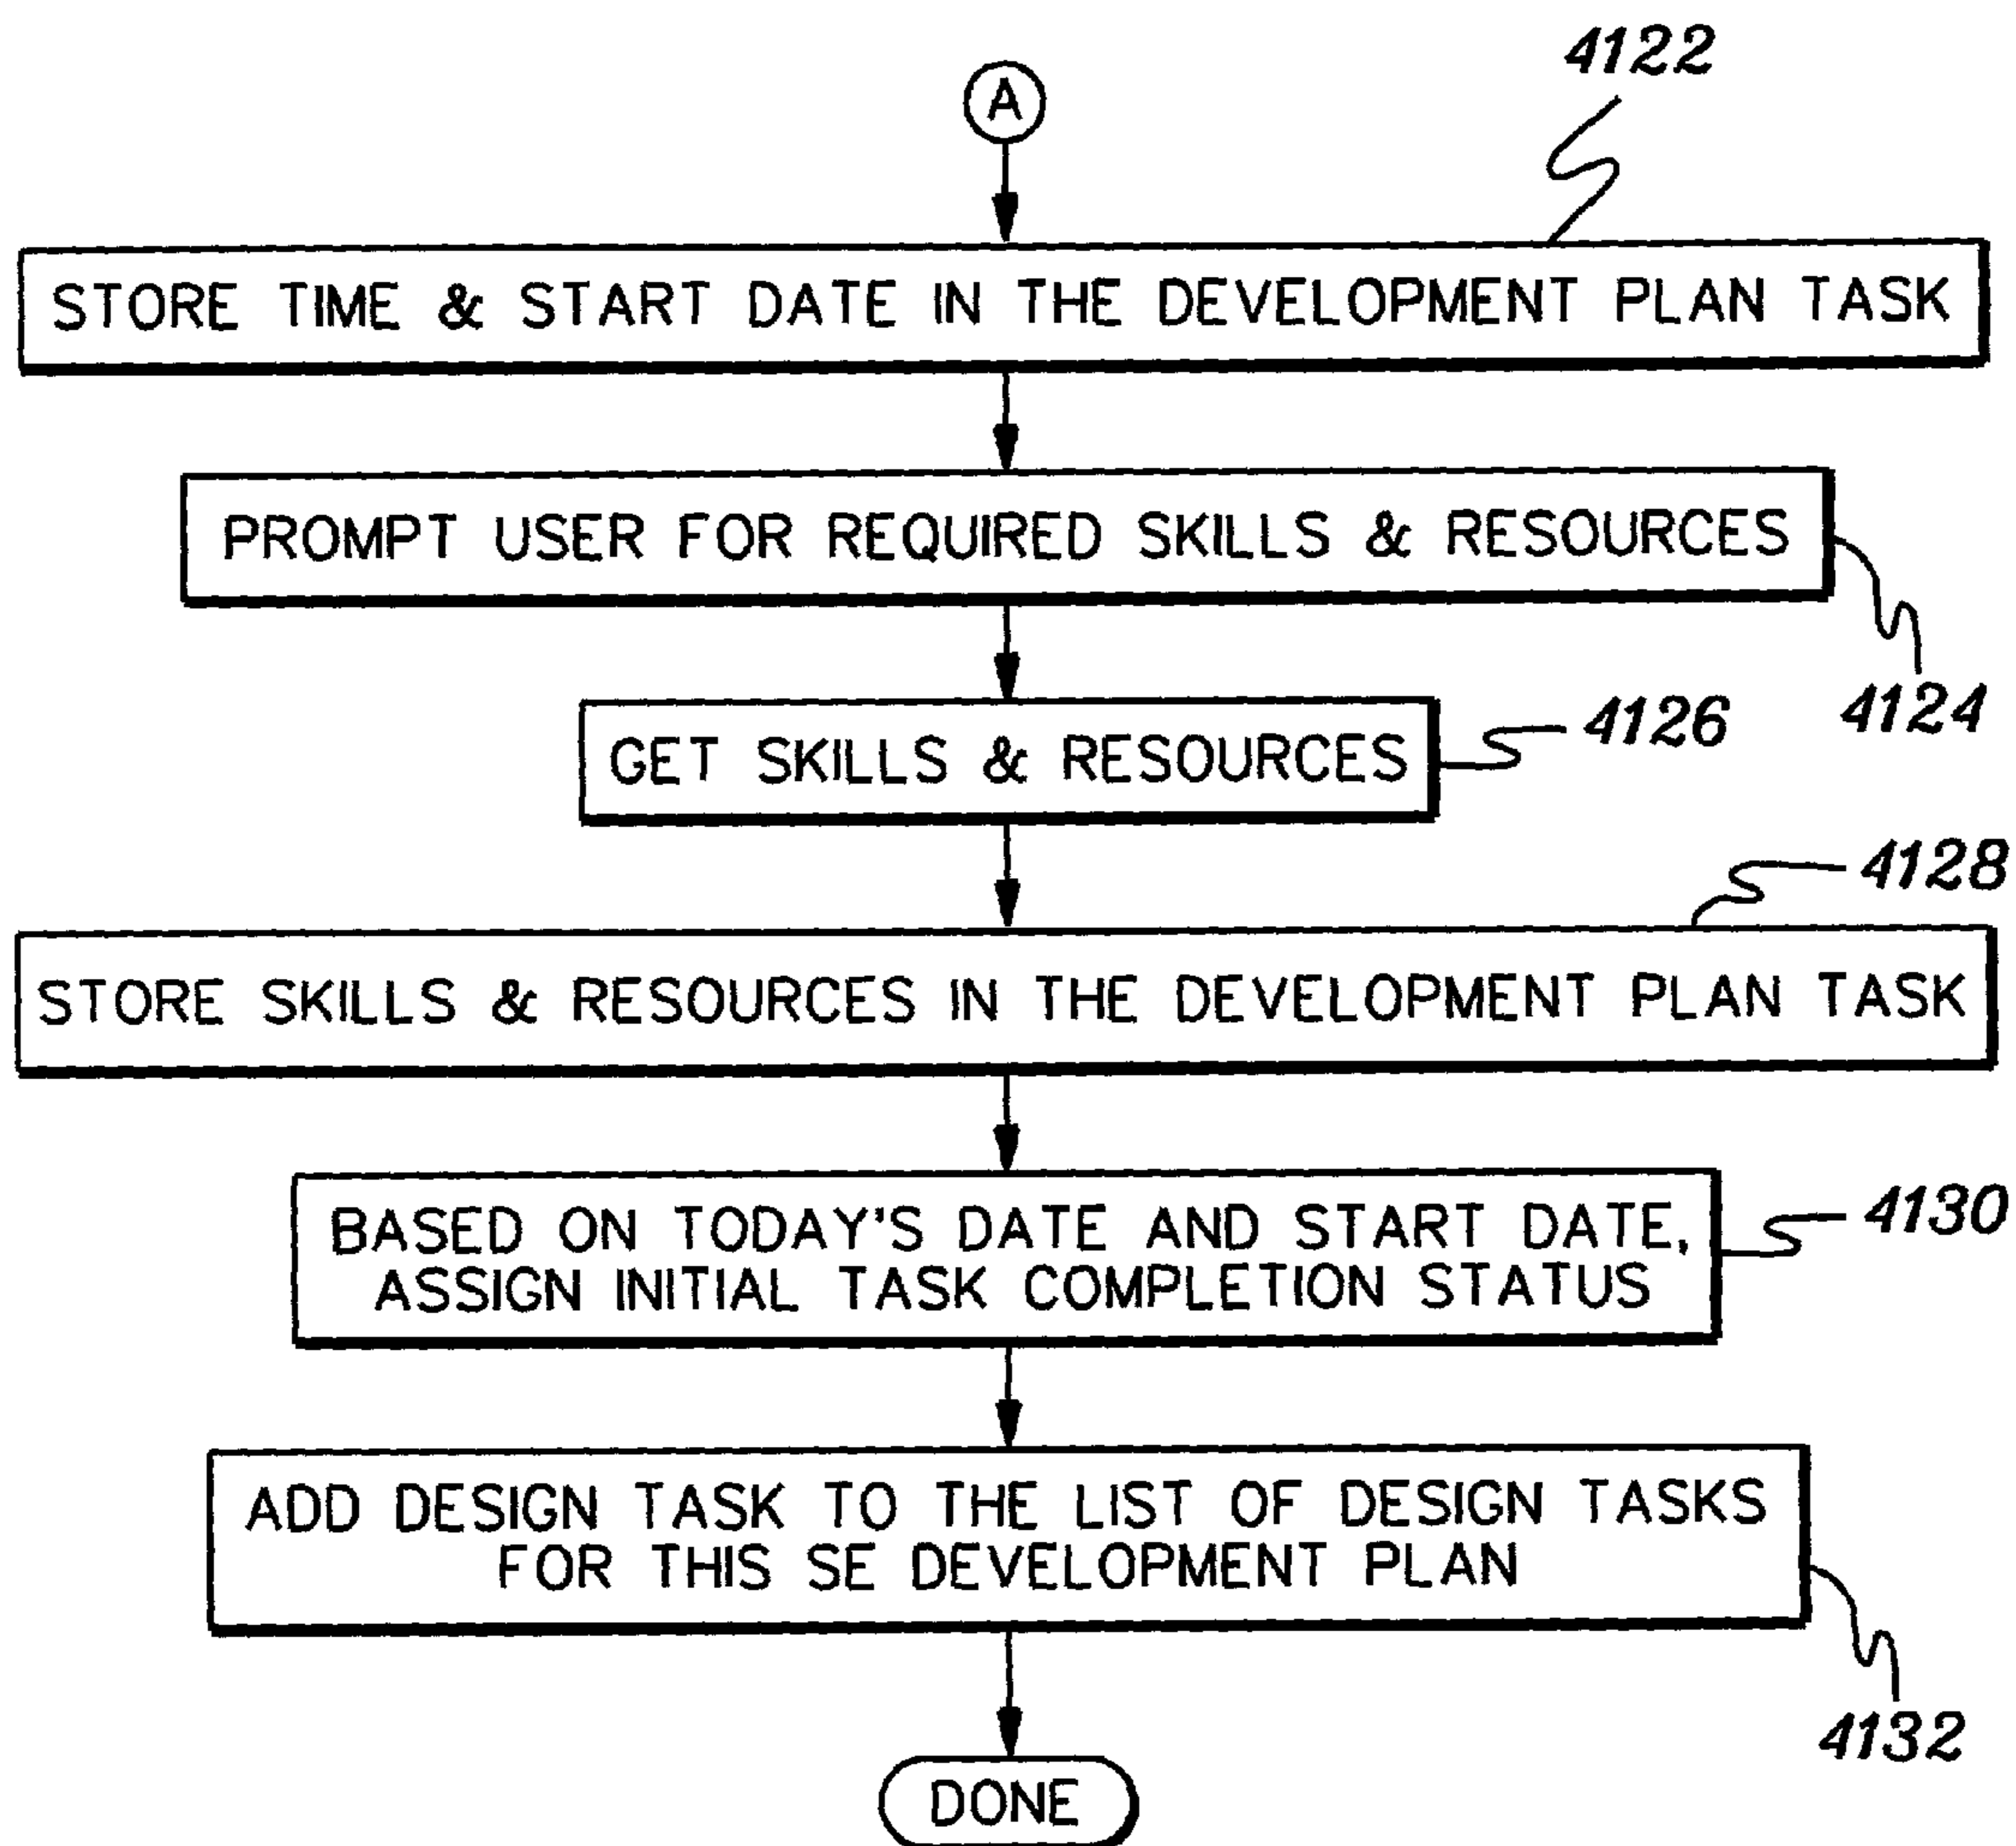 4122
A
STORE TIME & START DATE IN THE DEVELOPMENT PLAN TASK
PROMPT USER FOR REQUIRED SKILLS & RESOURCES
4124
GET SKILLS & RESOURCES
4126
4128
STORE SKILLS & RESOURCES IN THE DEVELOPMENT PLAN TASK
BASED ON TODAY'S DATE AND START DATE,
ASSIGN INITIAL TASK COMPLETION STATUS
4130
ADD DESIGN TASK TO THE LIST OF DESIGN TASKS
FOR THIS SE DEVELOPMENT PLAN
4132
DONE